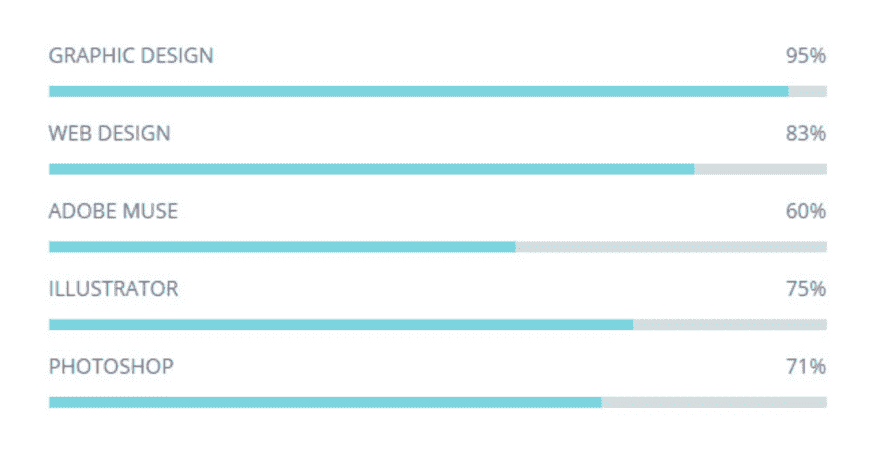 GRAPHIC DESIGN 95%
WEB DESIGN 83%
ADOBE MUSE 60%
ILLUSTRATOR 75%
PHOTOSHOP 71%